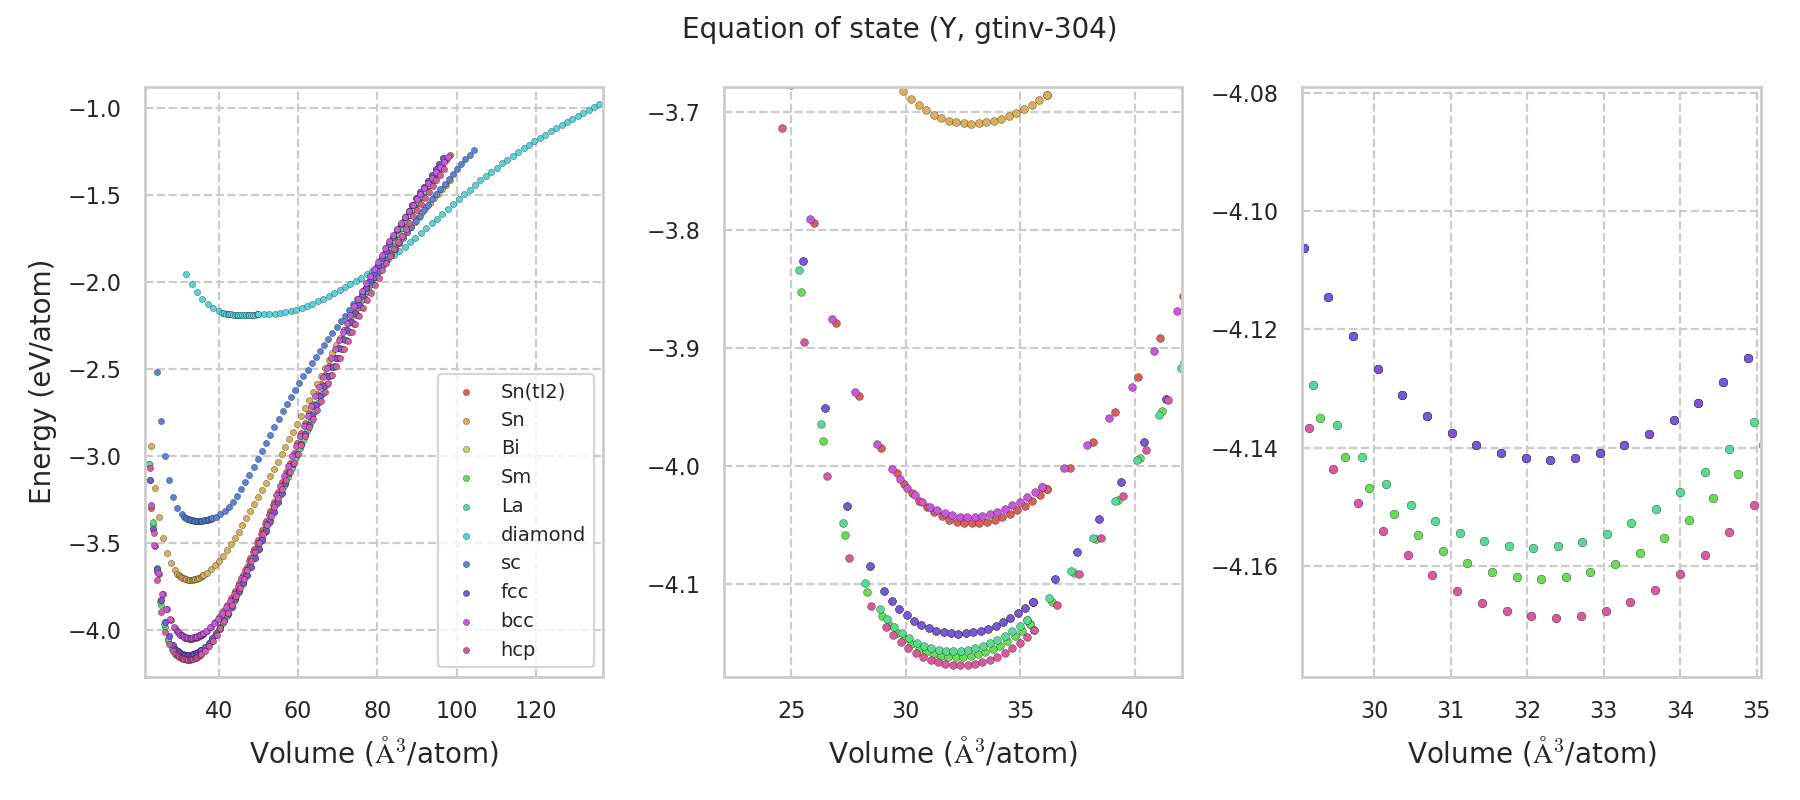 Equation of state (Y, gtinv-304)
Energy (eV/atom)
−1.0
−1.5
−2.0
−2.5
−3.0
−3.5
−4.0
40 60 80 100 120
Volume (Å³/atom)
Sn(tI2)
Sn
Bi
Sm
La
diamond
sc
fcc
bcc
hcp
−3.7
−3.8
−3.9
−4.0
−4.1
25 30 35 40
Volume (Å³/atom)
−4.08
−4.10
−4.12
−4.14
−4.16
30 31 32 33 34 35
Volume (Å³/atom)